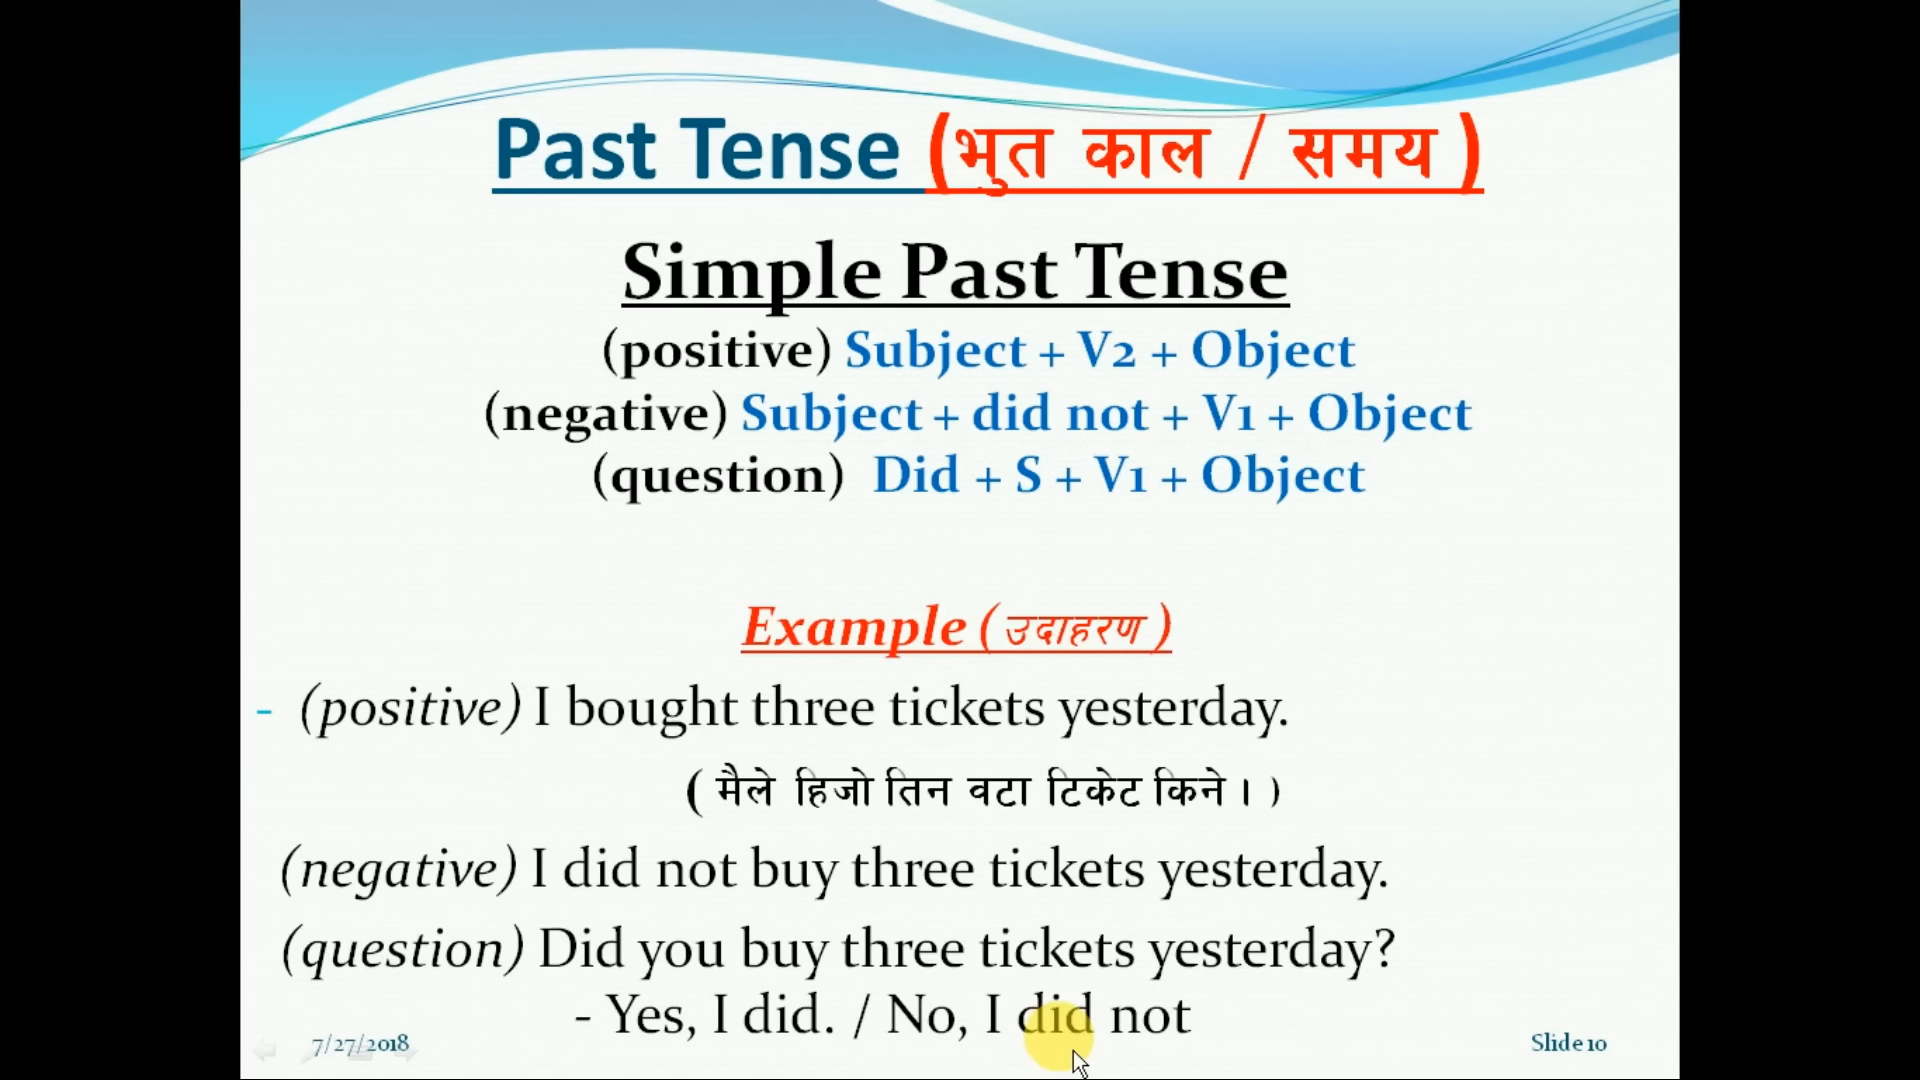 Past Tense (भुत काल / समय )
Simple Past Tense
(positive) Subject + V2 + Object
(negative) Subject + did not + V1 + Object
(question) Did + S + V1 + Object
Example ( उदाहरण )
- (positive) I bought three tickets yesterday.
( मैले हिजो तिन वटा टिकेट किने । )
(negative) I did not buy three tickets yesterday.
(question) Did you buy three tickets yesterday?
- Yes, I did. / No, I did not
7/27/2018
Slide 10